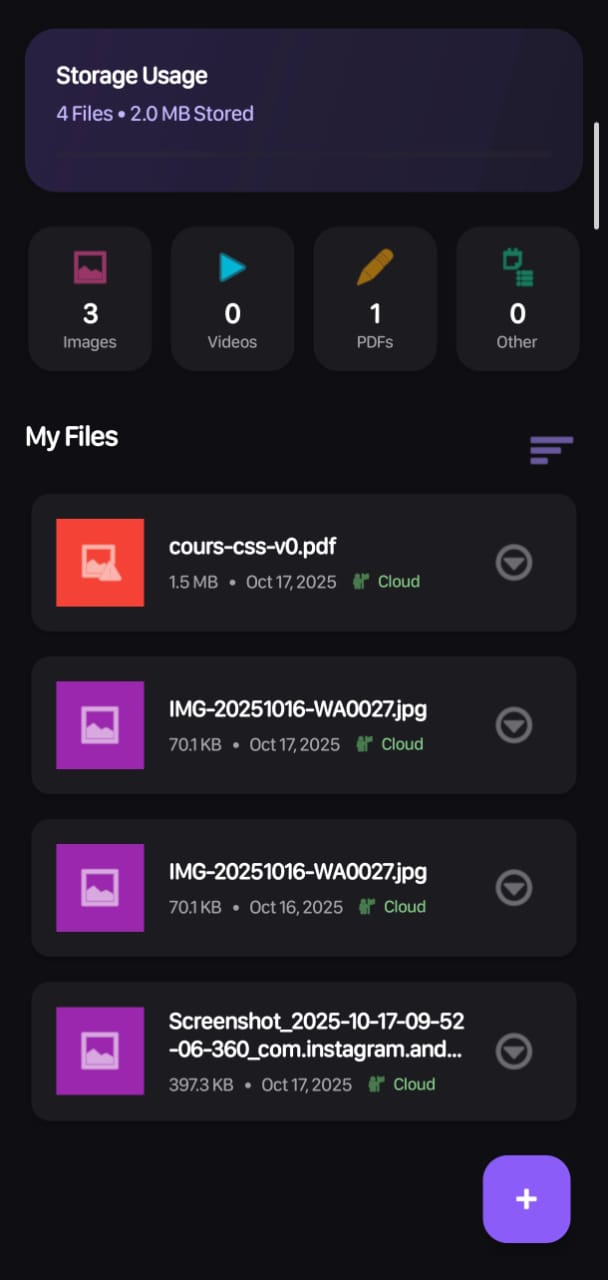 Storage Usage
4 Files • 2.0 MB Stored
3
Images
0
Videos
1
PDFs
0
Other
My Files
cours-css-v0.pdf
1.5 MB • Oct 17, 2025 Cloud
IMG-20251016-WA0027.jpg
70.1 KB • Oct 17, 2025 Cloud
IMG-20251016-WA0027.jpg
70.1 KB • Oct 16, 2025 Cloud
Screenshot_2025-10-17-09-52
-06-360_com.instagram.and...
397.3 KB • Oct 17, 2025 Cloud
+